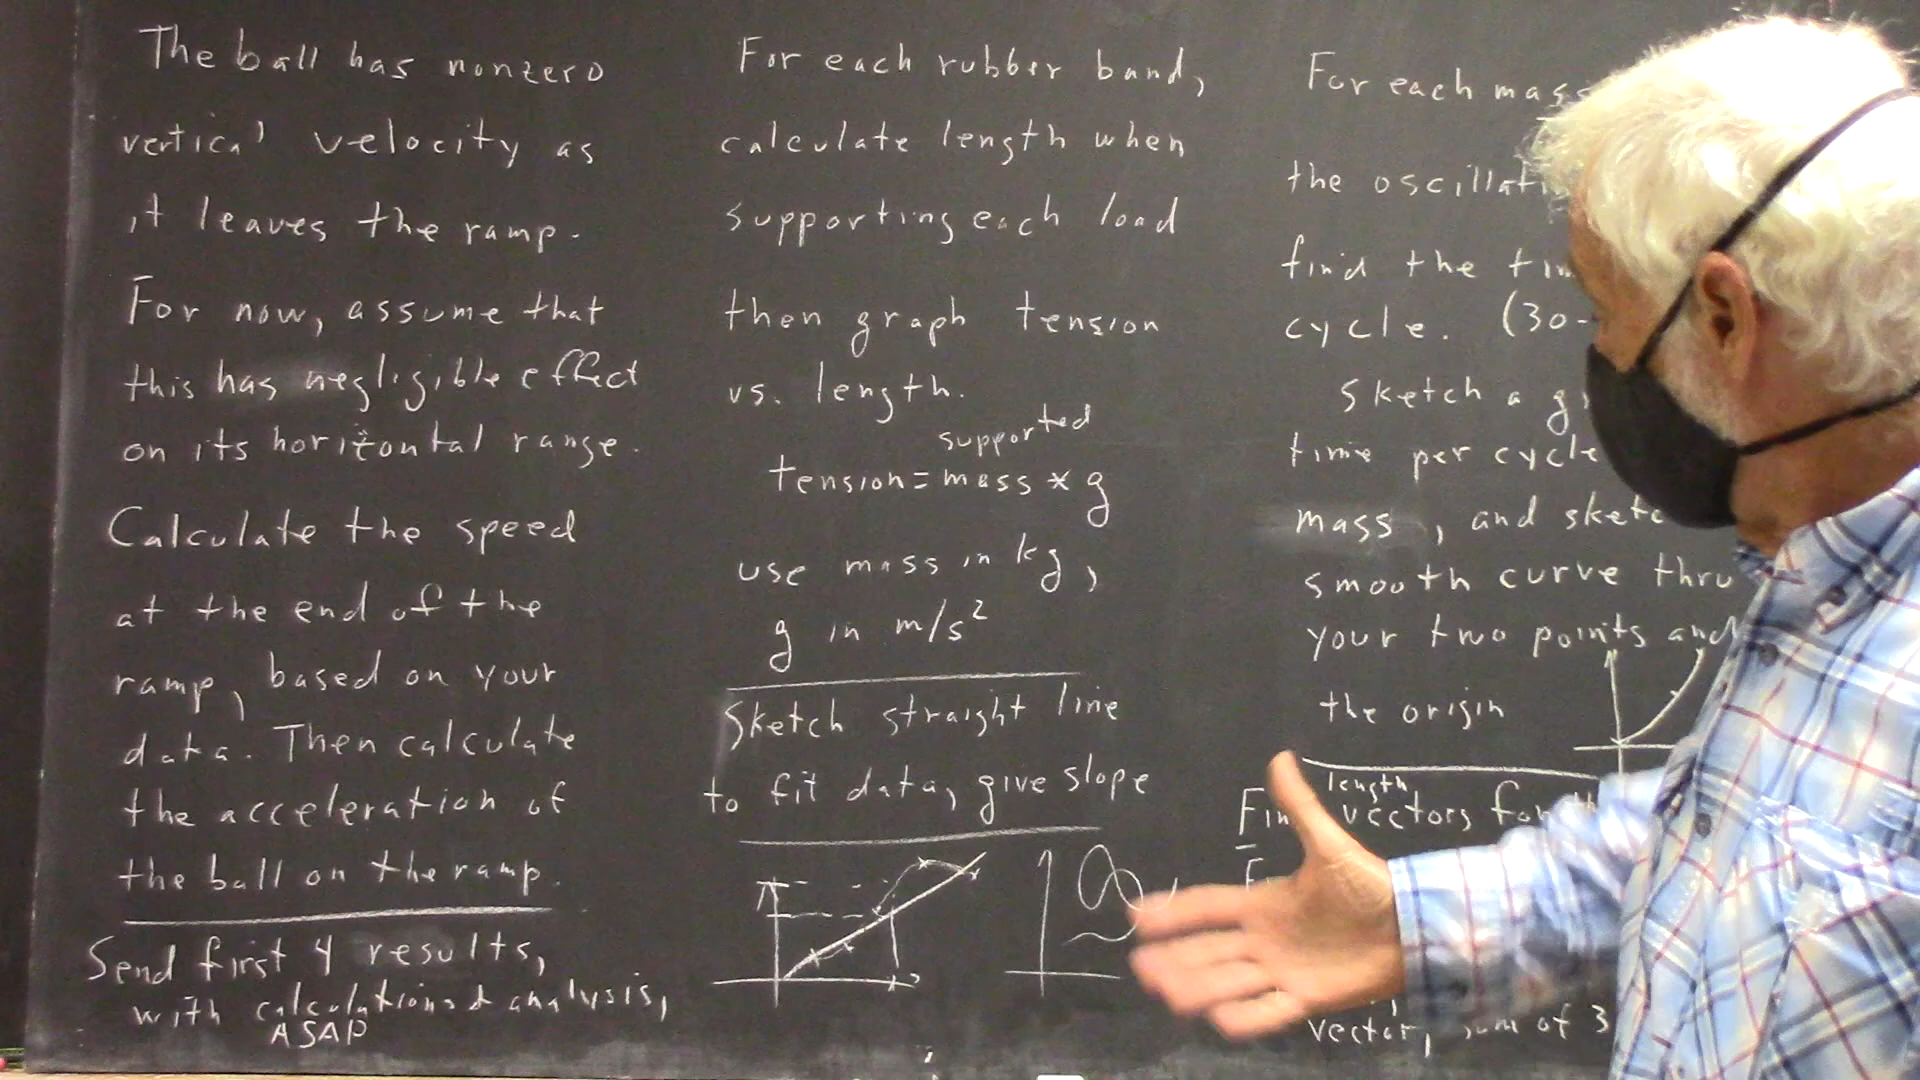 The ball has nonzero
vertical velocity as
it leaves the ramp.
For now, assume that
this has negligible effect
on its horizontal range.
Calculate the speed
at the end of the
ramp, based on your
data. Then calculate
the acceleration of
the ball on the ramp.
Send first 4 results,
with calculations & analysis,
ASAP
For each rubber band,
calculate length when
supporting each load
then graph tension
vs. length.
supported
tension = mass * g
use mass in kg,
g in m/s²
Sketch straight line
to fit data, give slope
For each mass
the oscillati
find the tim
cycle. (30-
Sketch a g
time per cycle
mass, and sketc
smooth curve thru
your two points and
the origin
length
Fin vectors for th
vector, sum of 3